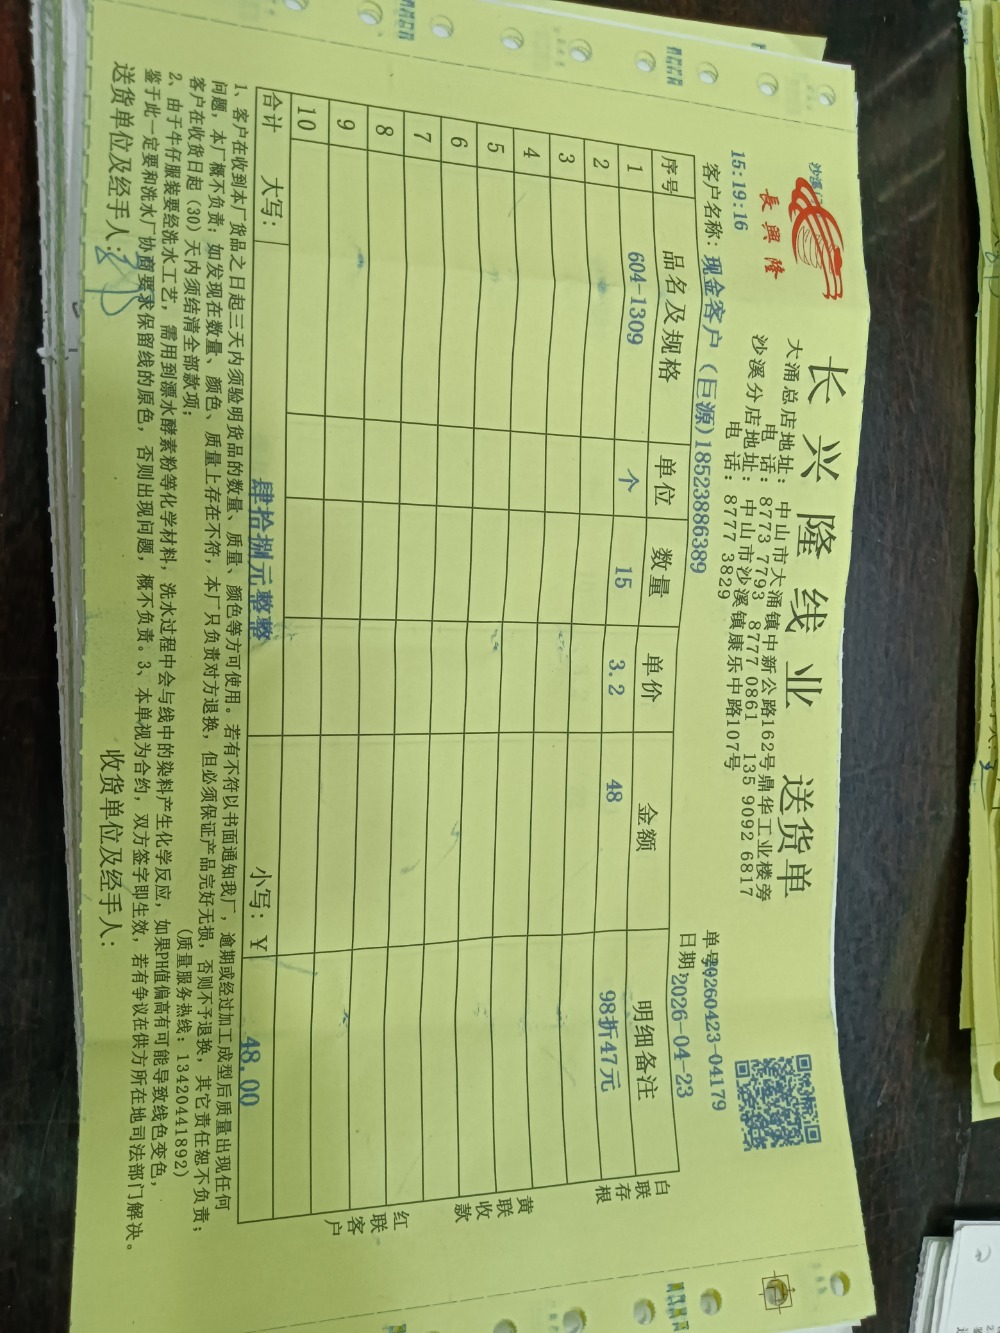 沙溪厂
長興隆
长兴隆线业 送货单
大涌总店地址：中山市大涌镇中新公路162号鼎华工业楼旁
电 话：8773 7793 8777 0861 135 9092 6817
沙溪分店地址：中山市沙溪镇康乐中路107号
电 话：8777 3829
15:19:16
单号：20260423-04179
客户名称：现金客户（巨源）18523886389
日期：2026-04-23
序号 品名及规格 单位 数量 单价 金额 明细备注
1 604-1309 个 15 3.2 48 98折47元
2
3
4
5
6
7
8
9
10
合计 大写：肆拾捌元整整 小写：￥ 48.00
白联存根
黄联收款
红联客户
1、客户在收到本厂货品之日起三天内须验明货品的数量、质量、颜色等方可使用。若有不符以书面通知我厂，逾期或经过加工成型后质量出现任何
问题，本厂概不负责；如发现在数量、颜色、质量上存在不符，本厂只负责对方退换，但必须保证产品完好无损，否则不予退换，其它责任恕不负责；
客户在收货日起（30）天内须结清全部款项； （质量服务热线：13420441892）
2、由于牛仔服装要经洗水工艺，需用到漂水酵素粉等化学材料，洗水过程中会与线中的染料产生化学反应，如果PH值偏高有可能导致线色变色，
鉴于此一定要和洗水厂协商要求保留线的原色，否则出现问题，概不负责。3、本单视为合约，双方签字即生效，若有争议在供方所在地司法部门解决。
送货单位及经手人： 收货单位及经手人：